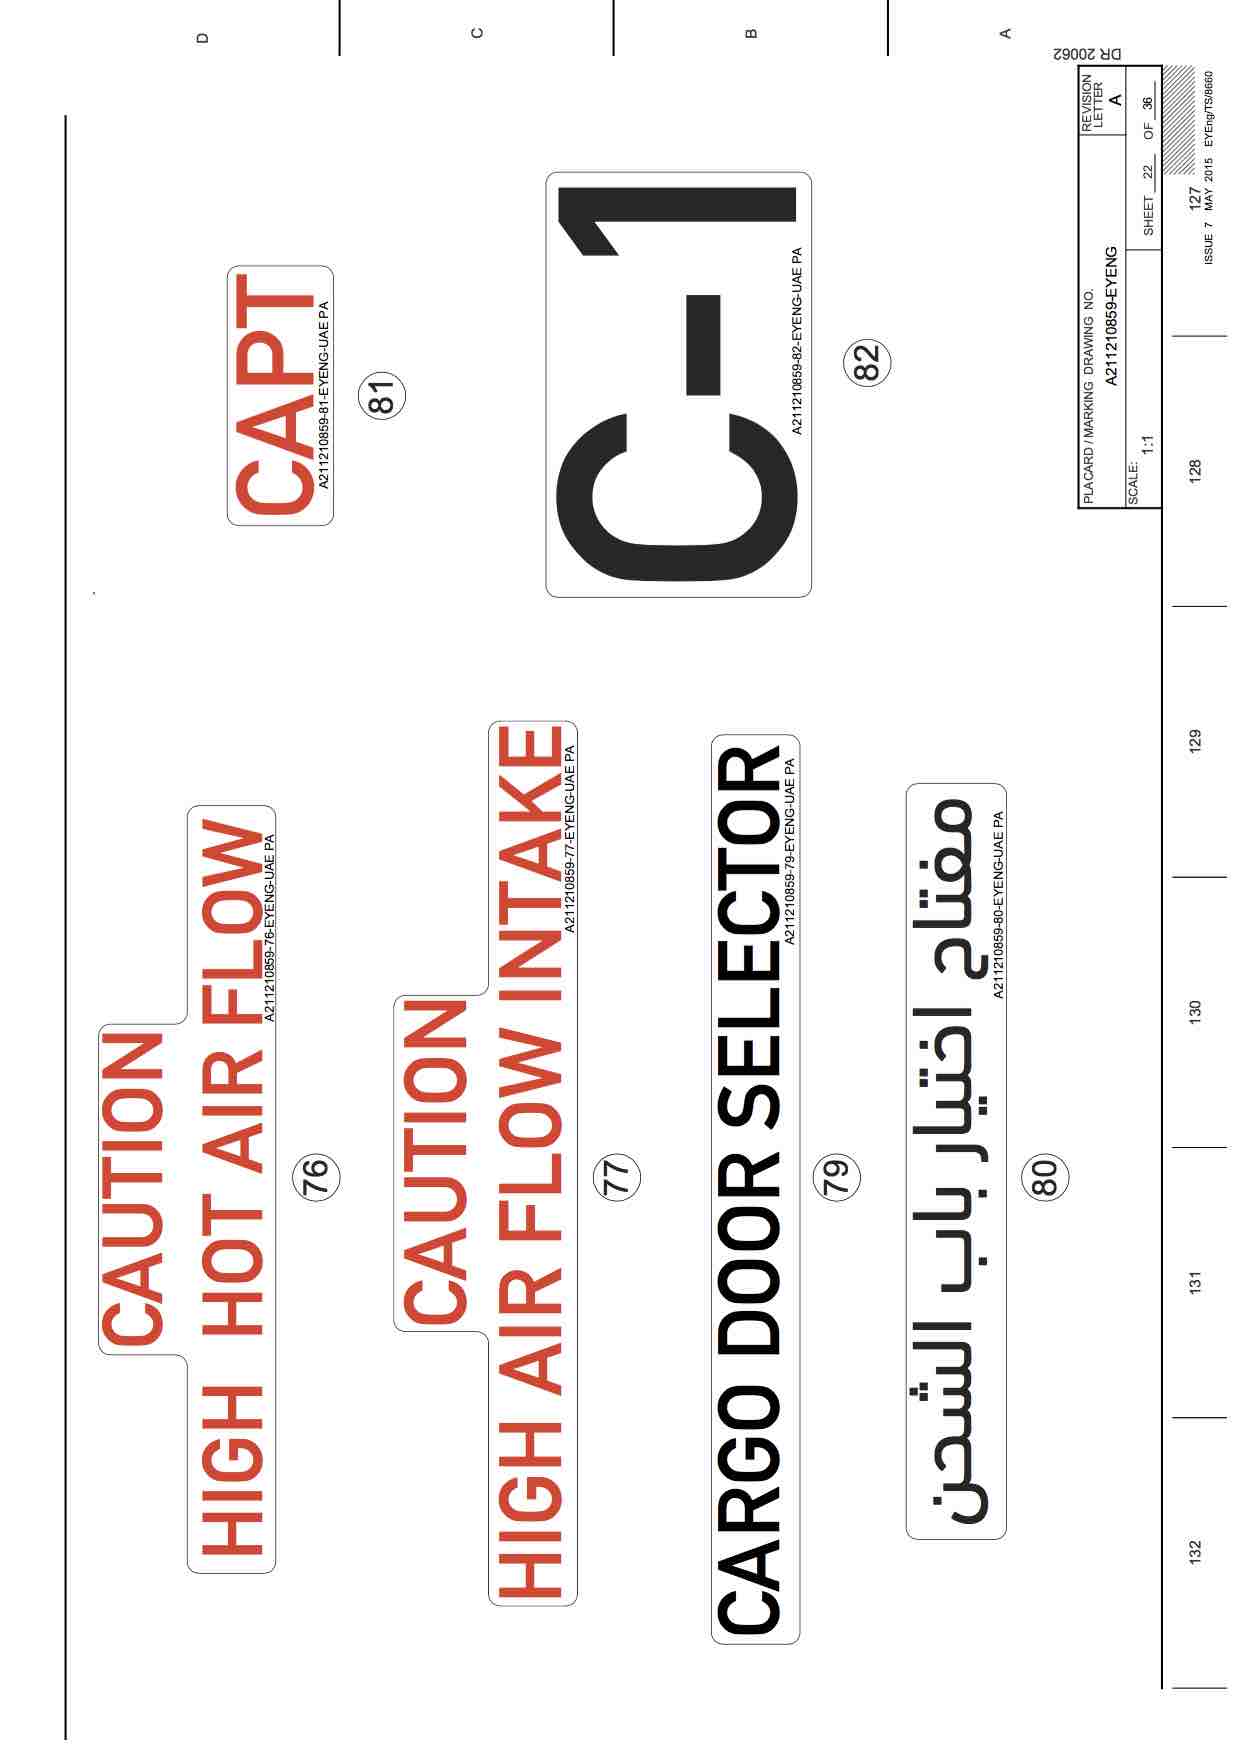 D
C
B
A
DR 20062
CAUTION
HIGH HOT AIR FLOW
A211210859-76-EYENG-UAE PA
76
CAUTION
HIGH AIR FLOW INTAKE
A211210859-77-EYENG-UAE PA
77
CARGO DOOR SELECTOR
A211210859-79-EYENG-UAE PA
79
مفتاح اختيار باب الشحن
A211210859-80-EYENG-UAE PA
80
CAPT
A211210859-81-EYENG-UAE PA
81
C-1
A211210859-82-EYENG-UAE PA
82
PLACARD / MARKING DRAWING NO.
A211210859-EYENG
REVISION
LETTER
A
SCALE:
1:1
SHEET 22 OF 36
132
131
130
129
128
127
ISSUE 7 MAY 2015 EYEng/TS/8660